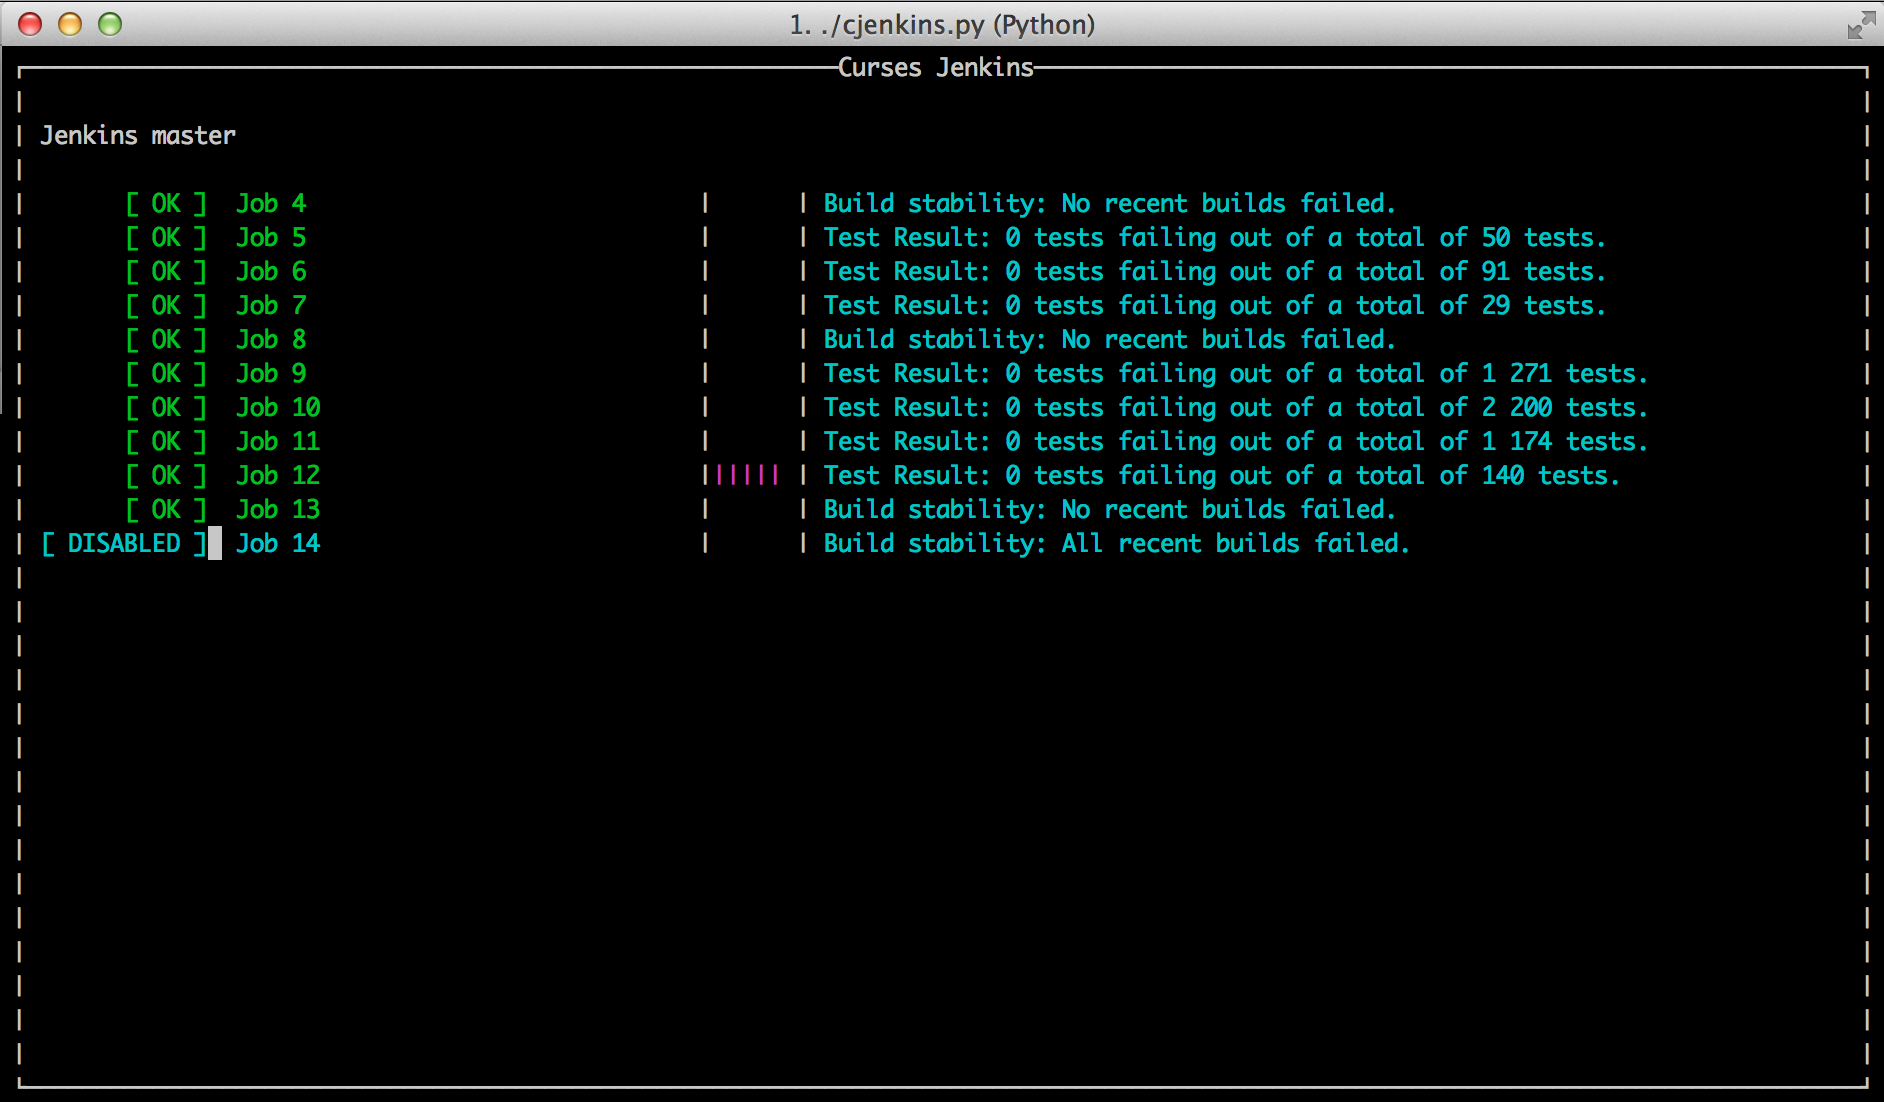 1. ./cjenkins.py (Python)
Curses Jenkins
Jenkins master
[ OK ] Job 4 | | Build stability: No recent builds failed.
[ OK ] Job 5 | | Test Result: 0 tests failing out of a total of 50 tests.
[ OK ] Job 6 | | Test Result: 0 tests failing out of a total of 91 tests.
[ OK ] Job 7 | | Test Result: 0 tests failing out of a total of 29 tests.
[ OK ] Job 8 | | Build stability: No recent builds failed.
[ OK ] Job 9 | | Test Result: 0 tests failing out of a total of 1 271 tests.
[ OK ] Job 10 | | Test Result: 0 tests failing out of a total of 2 200 tests.
[ OK ] Job 11 | | Test Result: 0 tests failing out of a total of 1 174 tests.
[ OK ] Job 12 |||||| | Test Result: 0 tests failing out of a total of 140 tests.
[ OK ] Job 13 | | Build stability: No recent builds failed.
[ DISABLED ] Job 14 | | Build stability: All recent builds failed.